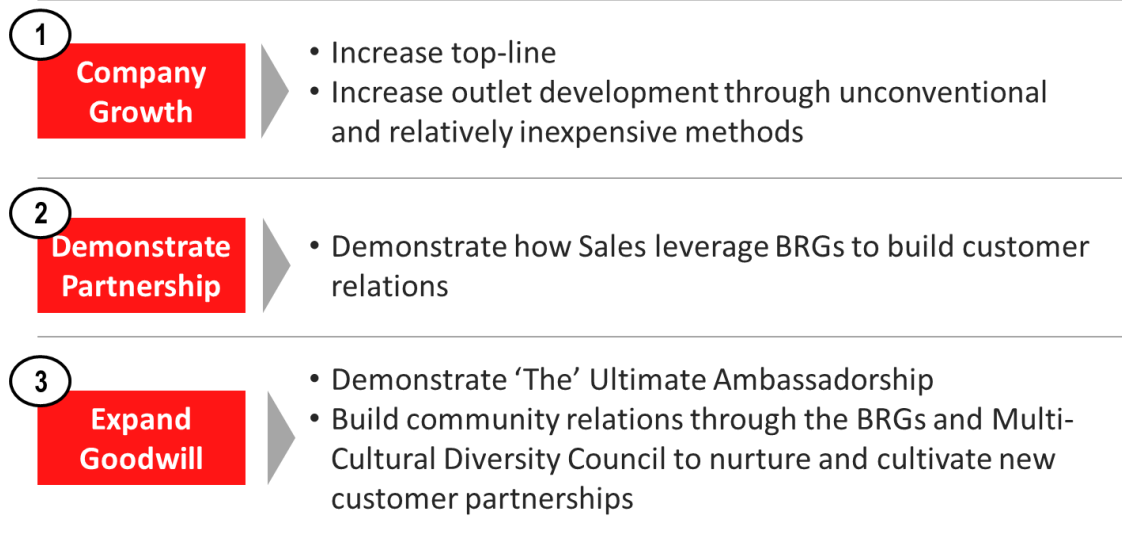 1
Company
Growth
• Increase top-line
• Increase outlet development through unconventional
and relatively inexpensive methods
2
Demonstrate
Partnership
• Demonstrate how Sales leverage BRGs to build customer
relations
3
Expand
Goodwill
• Demonstrate ‘The’ Ultimate Ambassadorship
• Build community relations through the BRGs and Multi-
Cultural Diversity Council to nurture and cultivate new
customer partnerships